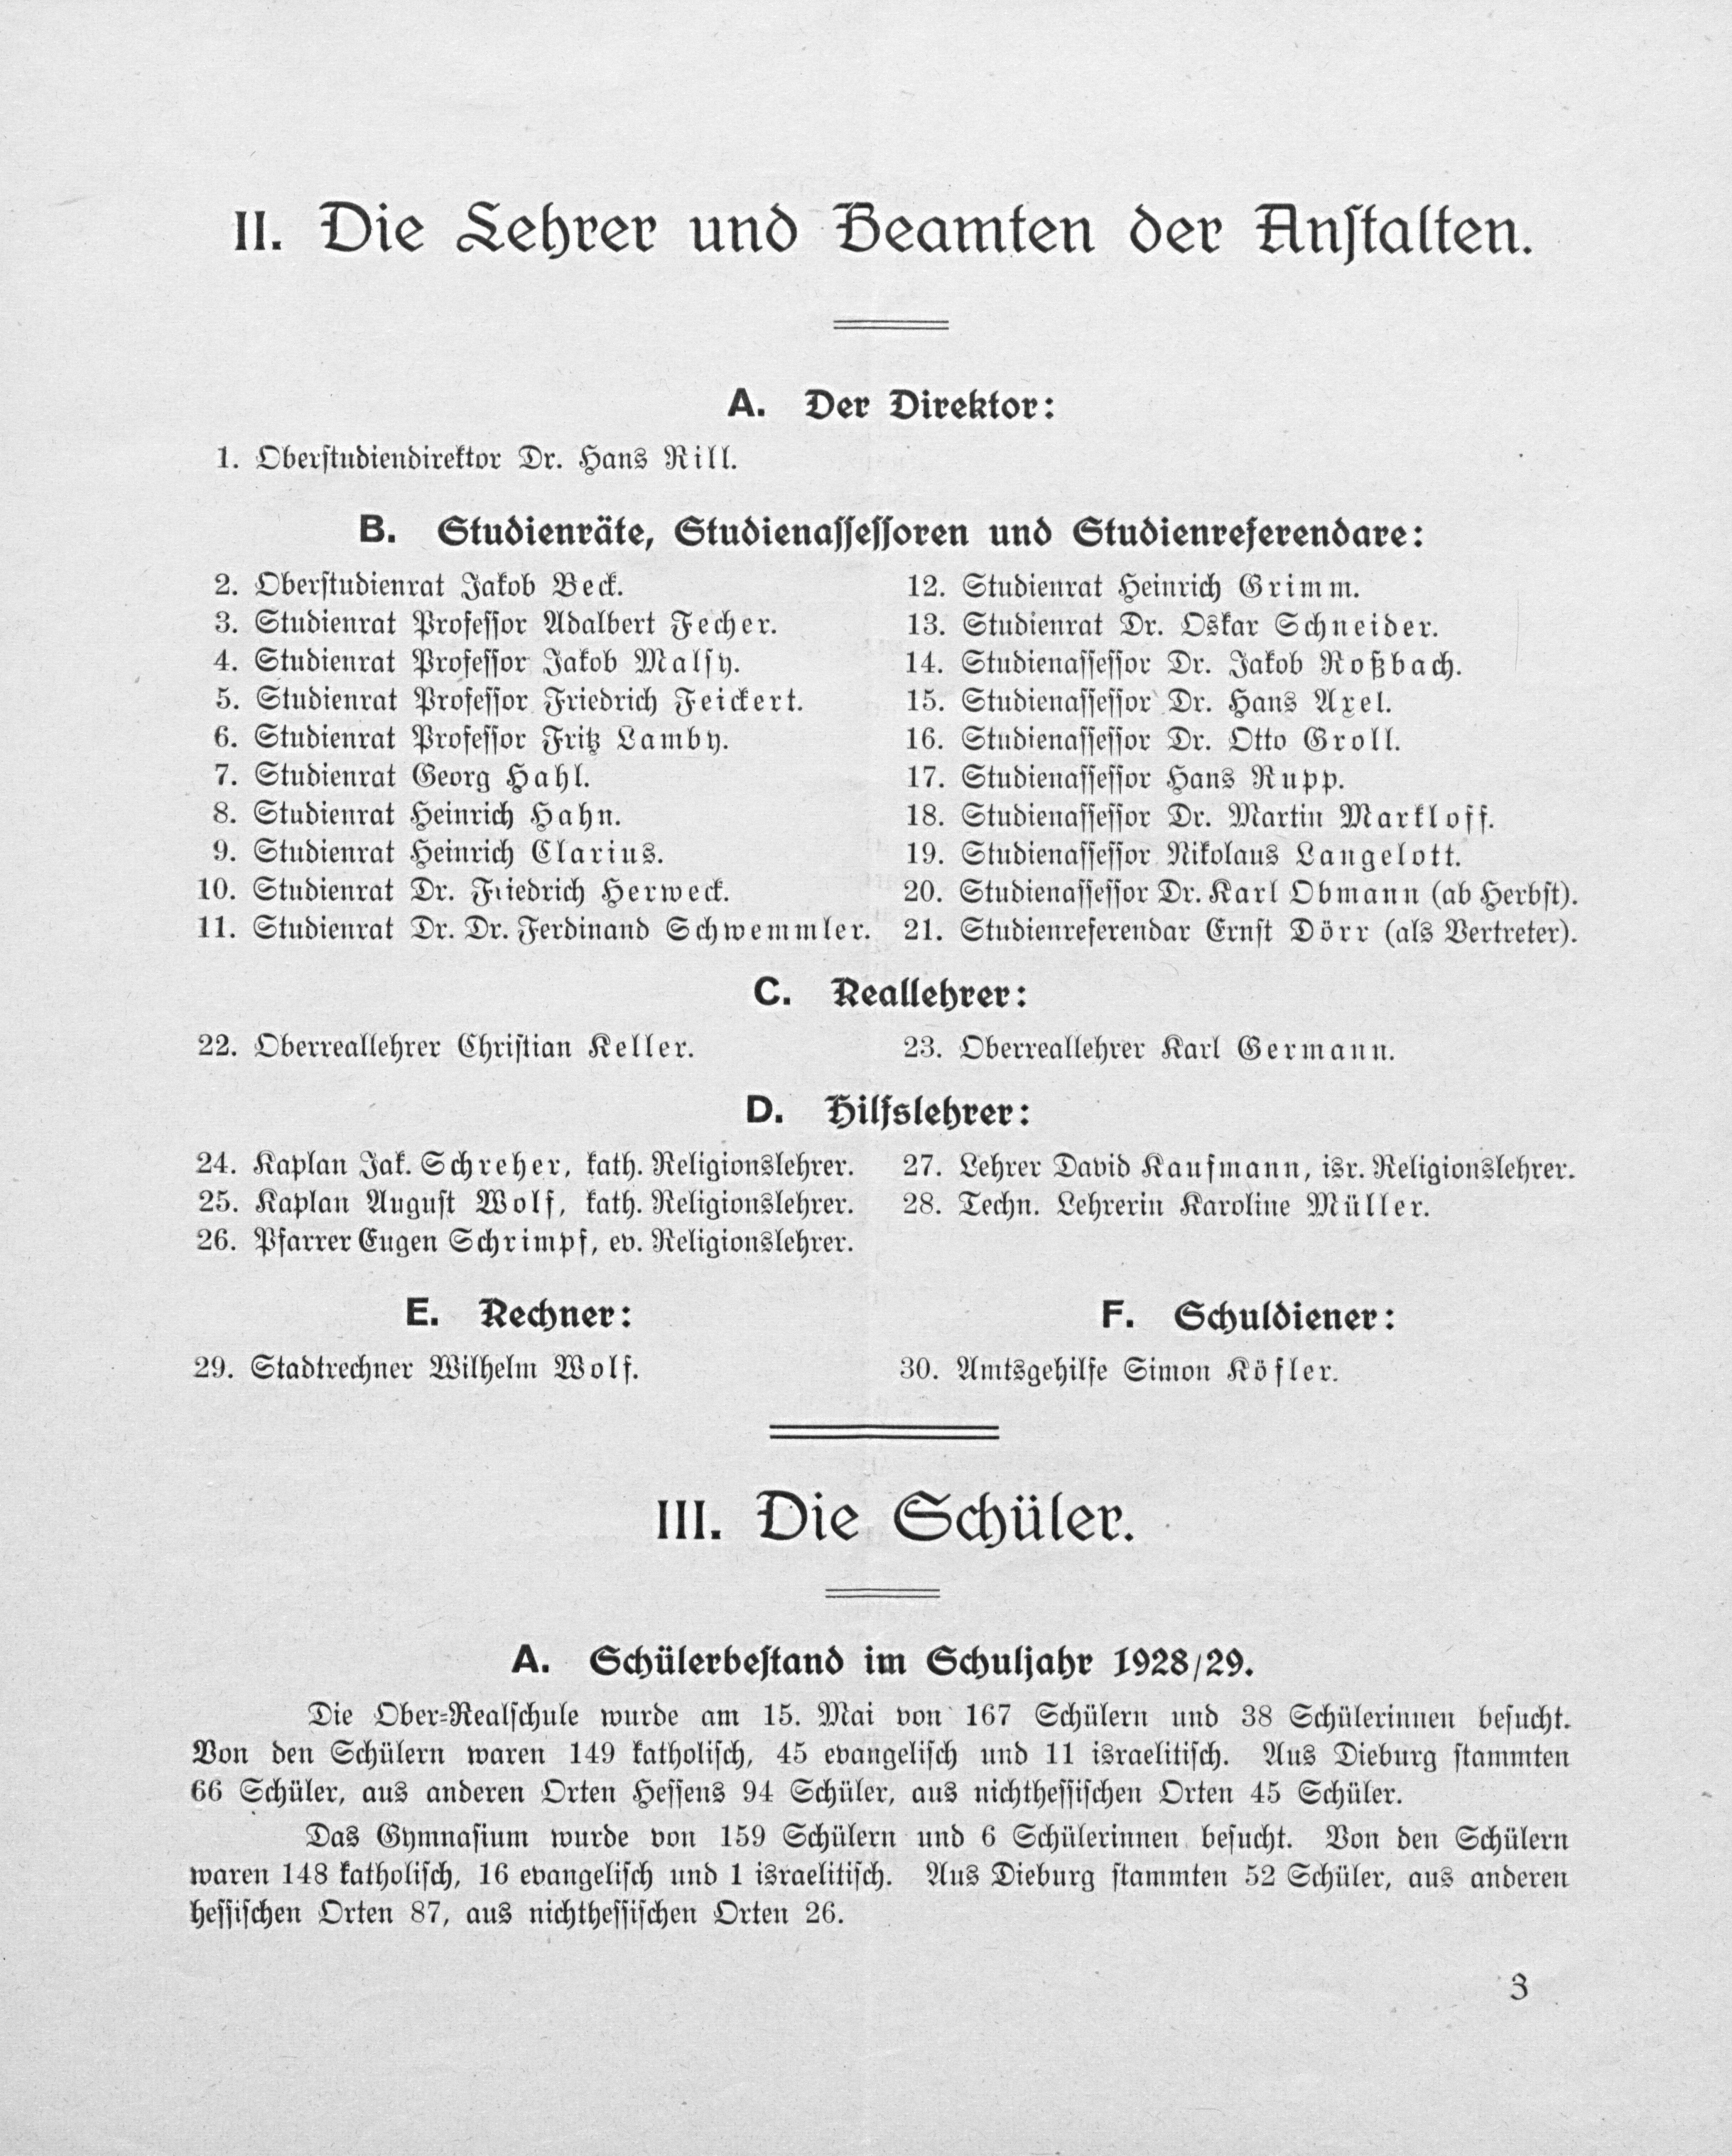 II. Die Lehrer und Beamten der Anstalten.
A. Der Direktor:
1. Oberstudiendirektor Dr. Hans Rill.
B. Studienräte, Studienassessoren und Studienreferendare:
2. Oberstudienrat Jakob Beck.
3. Studienrat Professor Adalbert Fecher.
4. Studienrat Professor Jakob Malsy.
5. Studienrat Professor Friedrich Feickert.
6. Studienrat Professor Fritz Lamby.
7. Studienrat Georg Hahl.
8. Studienrat Heinrich Hahn.
9. Studienrat Heinrich Clarius.
10. Studienrat Dr. Friedrich Herweck.
11. Studienrat Dr. Dr. Ferdinand Schwemmler.
12. Studienrat Heinrich Grimm.
13. Studienrat Dr. Oskar Schneider.
14. Studienassessor Dr. Jakob Roßbach.
15. Studienassessor Dr. Hans Axel.
16. Studienassessor Dr. Otto Groll.
17. Studienassessor Hans Rupp.
18. Studienassessor Dr. Martin Markloff.
19. Studienassessor Nikolaus Langelott.
20. Studienassessor Dr. Karl Obmann (ab Herbst).
21. Studienreferendar Ernst Dörr (als Vertreter).
C. Reallehrer:
22. Oberreallehrer Christian Keller.
23. Oberreallehrer Karl Germann.
D. Hilfslehrer:
24. Kaplan Jak. Schreher, kath. Religionslehrer.
25. Kaplan August Wolf, kath. Religionslehrer.
26. Pfarrer Eugen Schrimpf, ev. Religionslehrer.
27. Lehrer David Kaufmann, isr. Religionslehrer.
28. Techn. Lehrerin Karoline Müller.
E. Rechner:
29. Stadtrechner Wilhelm Wolf.
F. Schuldiener:
30. Amtsgehilfe Simon Köfler.
III. Die Schüler.
A. Schülerbestand im Schuljahr 1928/29.
Die Ober-Realschule wurde am 15. Mai von 167 Schülern und 38 Schülerinnen besucht.
Von den Schülern waren 149 katholisch, 45 evangelisch und 11 israelitisch. Aus Dieburg stammten
66 Schüler, aus anderen Orten Hessens 94 Schüler, aus nichthessischen Orten 45 Schüler.
Das Gymnasium wurde von 159 Schülern und 6 Schülerinnen besucht. Von den Schülern
waren 148 katholisch, 16 evangelisch und 1 israelitisch. Aus Dieburg stammten 52 Schüler, aus anderen
hessischen Orten 87, aus nichthessischen Orten 26.
3